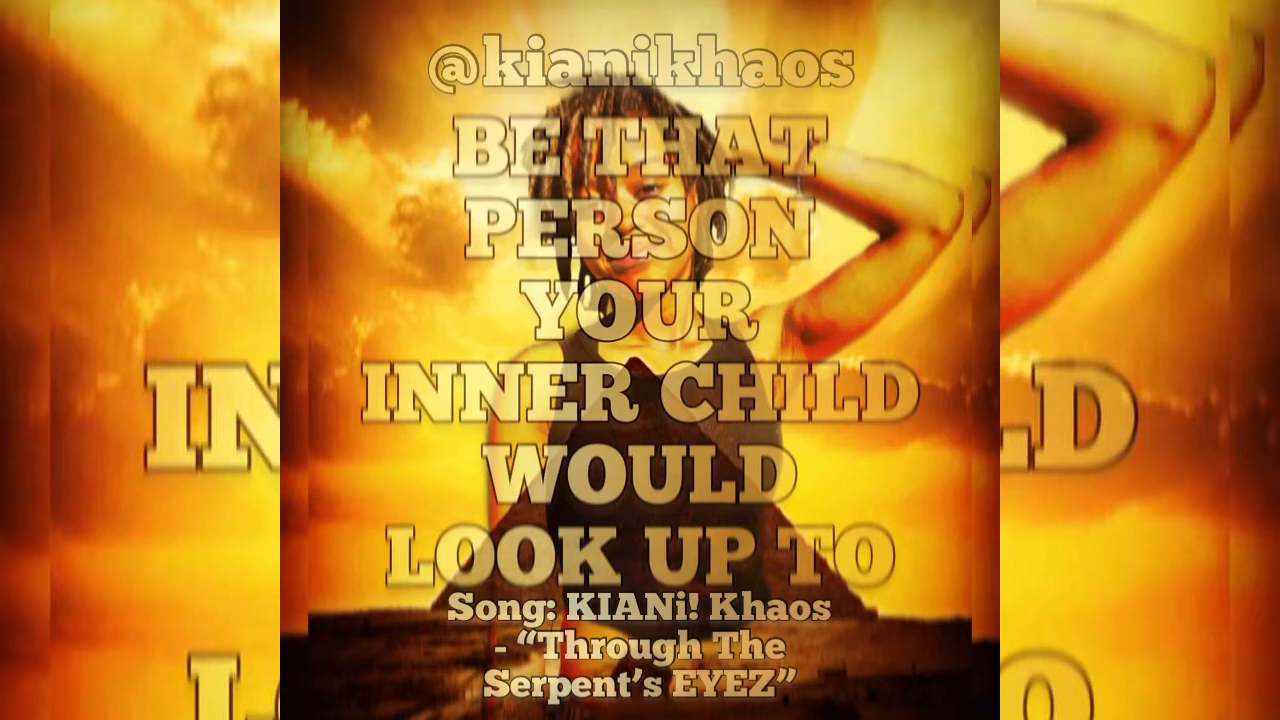 @kianikhaos
BE THAT
PERSON
YOUR
INNER CHILD
WOULD
LOOK UP TO
Song: KIANi! Khaos
- “Through The
Serpent’s EYEZ”